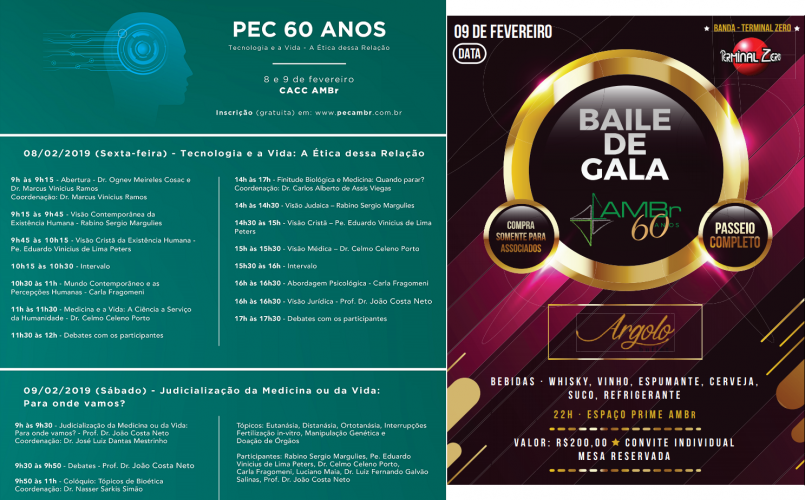 PEC 60 ANOS
Tecnologia e a Vida - A Ética dessa Relação
8 e 9 de fevereiro
CACC AMBr
Inscrição (gratuita) em: www.pecambr.com.br
08/02/2019 (Sexta-feira) - Tecnologia e a Vida: A Ética dessa Relação
9h às 9h15 - Abertura - Dr. Ognev Meireles Cosac e
Dr. Marcus Vinicius Ramos
Coordenação: Dr. Marcus Vinicius Ramos
9h15 às 9h45 - Visão Contemporânea da
Existência Humana - Rabino Sergio Margulies
9h45 às 10h15 - Visão Cristã da Existência Humana -
Pe. Eduardo Vinicius de Lima Peters
10h15 às 10h30 - Intervalo
10h30 às 11h - Mundo Contemporâneo e as
Percepções Humanas - Carla Fragomeni
11h às 11h30 - Medicina e a Vida: A Ciência a Serviço
da Humanidade - Dr. Celmo Celeno Porto
11h30 às 12h - Debates com os participantes
14h às 17h - Finitude Biológica e Medicina: Quando parar?
Coordenação: Dr. Carlos Alberto de Assis Viegas
14h às 14h30 - Visão Judaica – Rabino Sergio Margulies
14h30 às 15h - Visão Cristã – Pe. Eduardo Vinicius de Lima
Peters
15h às 15h30 - Visão Médica – Dr. Celmo Celeno Porto
15h30 às 16h - Intervalo
16h às 16h30 - Abordagem Psicológica - Carla Fragomeni
16h às 16h30 - Visão Jurídica - Prof. Dr. João Costa Neto
17h às 17h30 - Debates com os participantes
09/02/2019 (Sábado) - Judicialização da Medicina ou da Vida:
Para onde vamos?
9h às 9h30 - Judicialização da Medicina ou da Vida:
Para onde vamos? - Prof. Dr. João Costa Neto
Coordenação: Dr. José Luiz Dantas Mestrinho
9h30 às 9h50 - Debates - Prof. Dr. João Costa Neto
9h50 às 11h - Colóquio: Tópicos de Bioética
Coordenação: Dr. Nasser Sarkis Simão
Tópicos: Eutanásia, Distanásia, Ortotanásia, Interrupções
Fertilização in-vitro, Manipulação Genética e
Doação de Órgãos
Participantes: Rabino Sergio Margulies, Pe. Eduardo
Vinicius de Lima Peters, Dr. Celmo Celeno Porto,
Carla Fragomeni, Luciano Maia, Dr. Luiz Fernando Galvão
Salinas, Prof. Dr. João Costa Neto
09 DE FEVEREIRO
DATA
BANDA - TERMINAL ZERO
TERMINAL ZERO
BAILE
DE
GALA
AMBr
60
ANOS
COMPRA
SOMENTE PARA
ASSOCIADOS
PASSEIO
COMPLETO
Argolo
BEBIDAS · WHISKY, VINHO, ESPUMANTE, CERVEJA,
SUCO, REFRIGERANTE
22H · ESPAÇO PRIME AMBr
VALOR: R$200,00 ★ CONVITE INDIVIDUAL
MESA RESERVADA